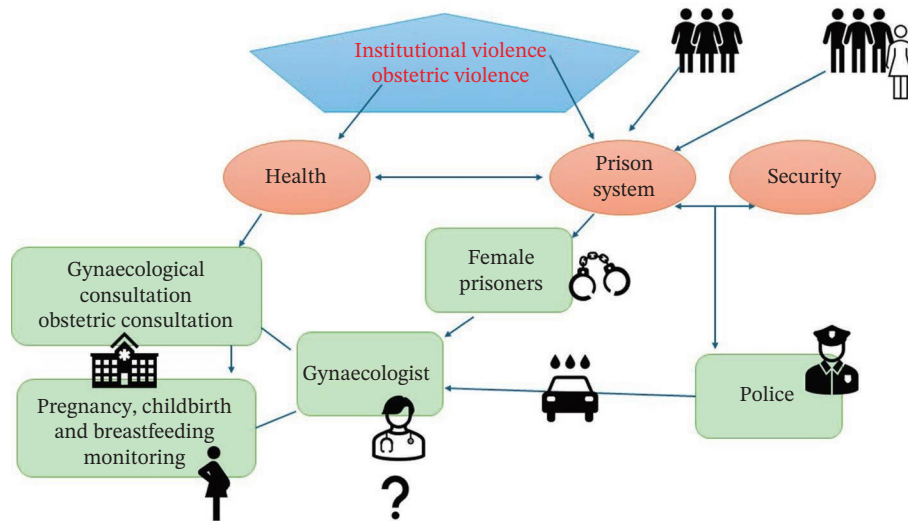 Institutional violence
obstetric violence
Health
Prison
system
Security
Gynaecological
consultation
obstetric consultation
Female
prisoners
Gynaecologist
Police
Pregnancy, childbirth
and breastfeeding
monitoring
?